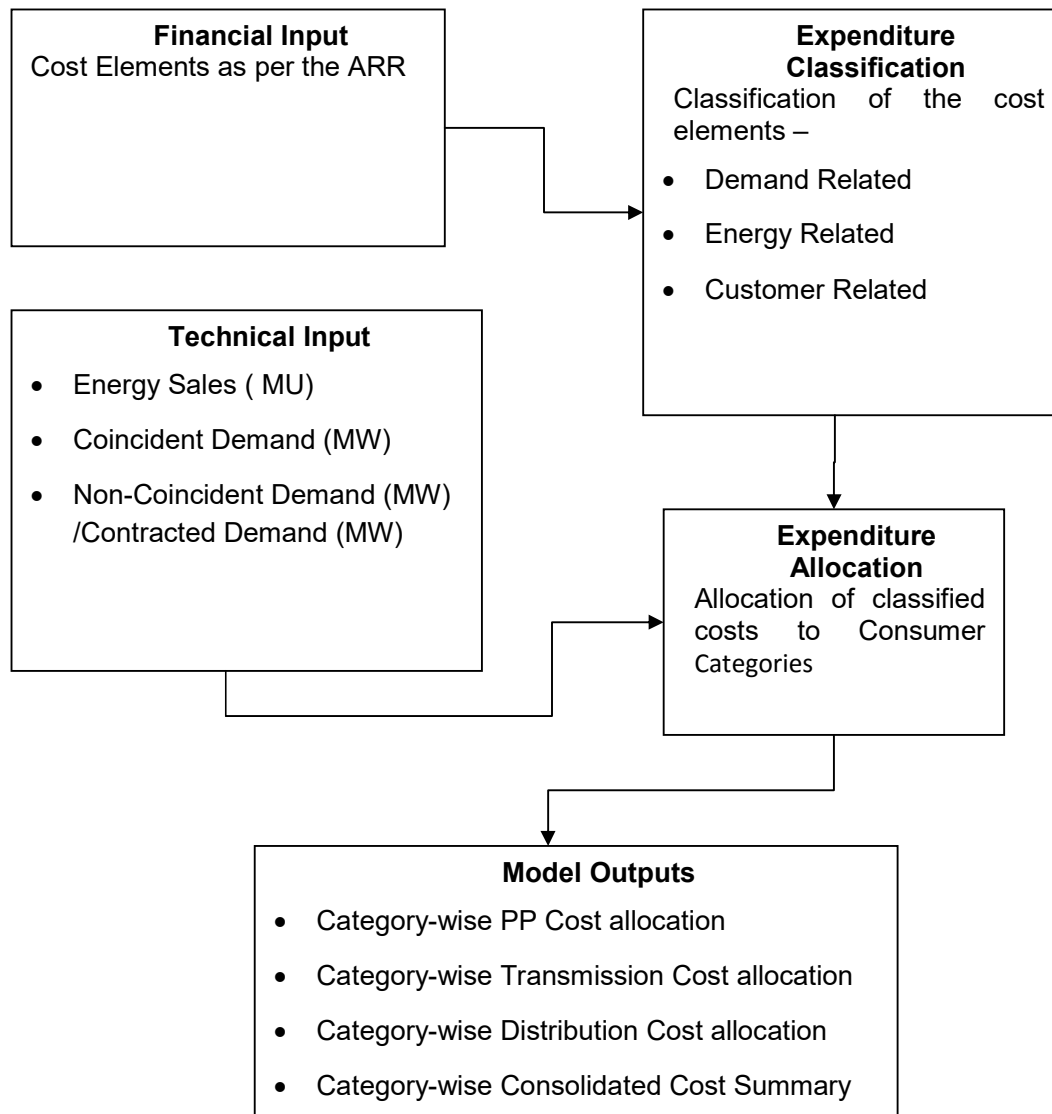 Financial Input
Cost Elements as per the ARR
Expenditure
Classification
Classification of the cost
elements –
• Demand Related
• Energy Related
• Customer Related
Technical Input
• Energy Sales ( MU)
• Coincident Demand (MW)
• Non-Coincident Demand (MW)
/Contracted Demand (MW)
Expenditure
Allocation
Allocation of classified
costs to Consumer
Categories
Model Outputs
• Category-wise PP Cost allocation
• Category-wise Transmission Cost allocation
• Category-wise Distribution Cost allocation
• Category-wise Consolidated Cost Summary